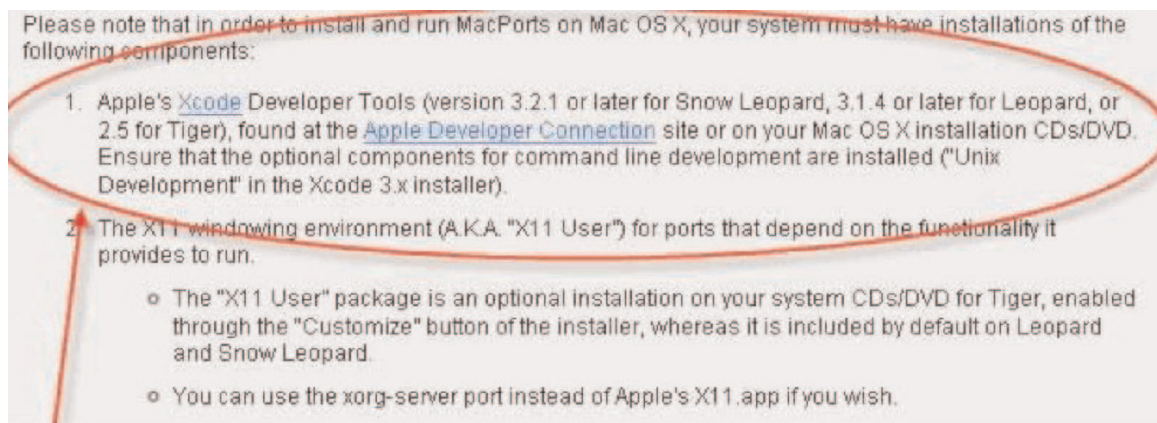 Please note that in order to install and run MacPorts on Mac OS X, your system must have installations of the
following components:
1. Apple's Xcode Developer Tools (version 3.2.1 or later for Snow Leopard, 3.1.4 or later for Leopard, or
2.5 for Tiger), found at the Apple Developer Connection site or on your Mac OS X installation CDs/DVD.
Ensure that the optional components for command line development are installed ("Unix
Development" in the Xcode 3.x installer).
2. The X11 windowing environment (A.K.A. "X11 User") for ports that depend on the functionality it
provides to run.
o The "X11 User" package is an optional installation on your system CDs/DVD for Tiger, enabled
through the "Customize" button of the installer, whereas it is included by default on Leopard
and Snow Leopard.
o You can use the xorg-server port instead of Apple's X11.app if you wish.